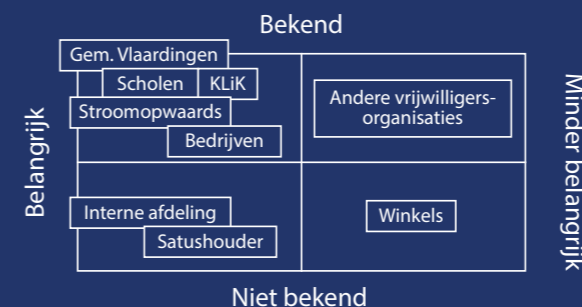 Bekend
Gem. Vlaardingen
Scholen
KLiK
Stroomopwaards
Bedrijven
Andere vrijwilligers-
organisaties
Belangrijk
Minder belangrijk
Interne afdeling
Satushouder
Winkels
Niet bekend